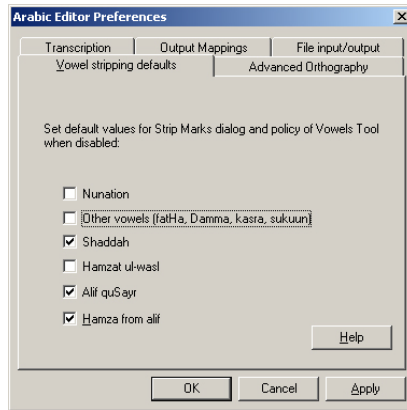 Arabic Editor Preferences
Transcription
Output Mappings
File input/output
Vowel stripping defaults
Advanced Orthography
Set default values for Strip Marks dialog and policy of Vowels Tool
when disabled:
Nunation
Other vowels (fatHa, Damma, kasra, sukuun)
Shaddah
Hamzat ul-wasl
Alif quSayr
Hamza from alif
Help
OK
Cancel
Apply